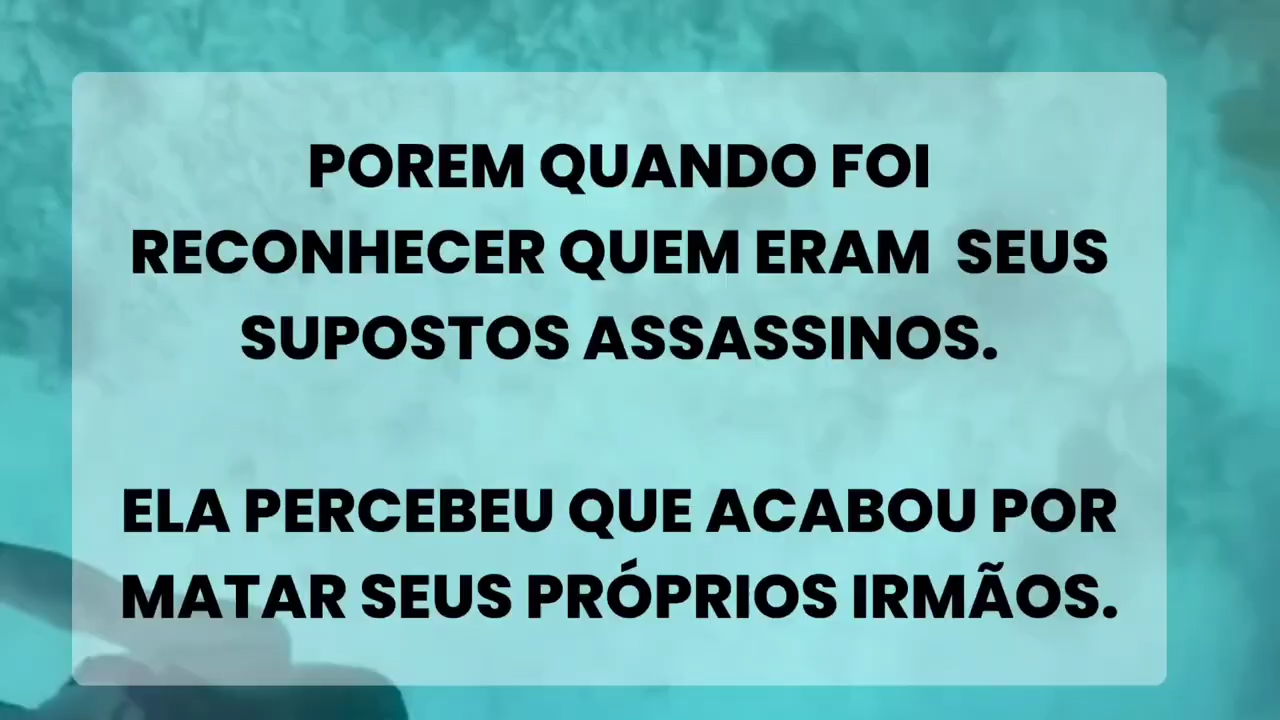 POREM QUANDO FOI
RECONHECER QUEM ERAM SEUS
SUPOSTOS ASSASSINOS.
ELA PERCEBEU QUE ACABOU POR
MATAR SEUS PRÓPRIOS IRMÃOS.